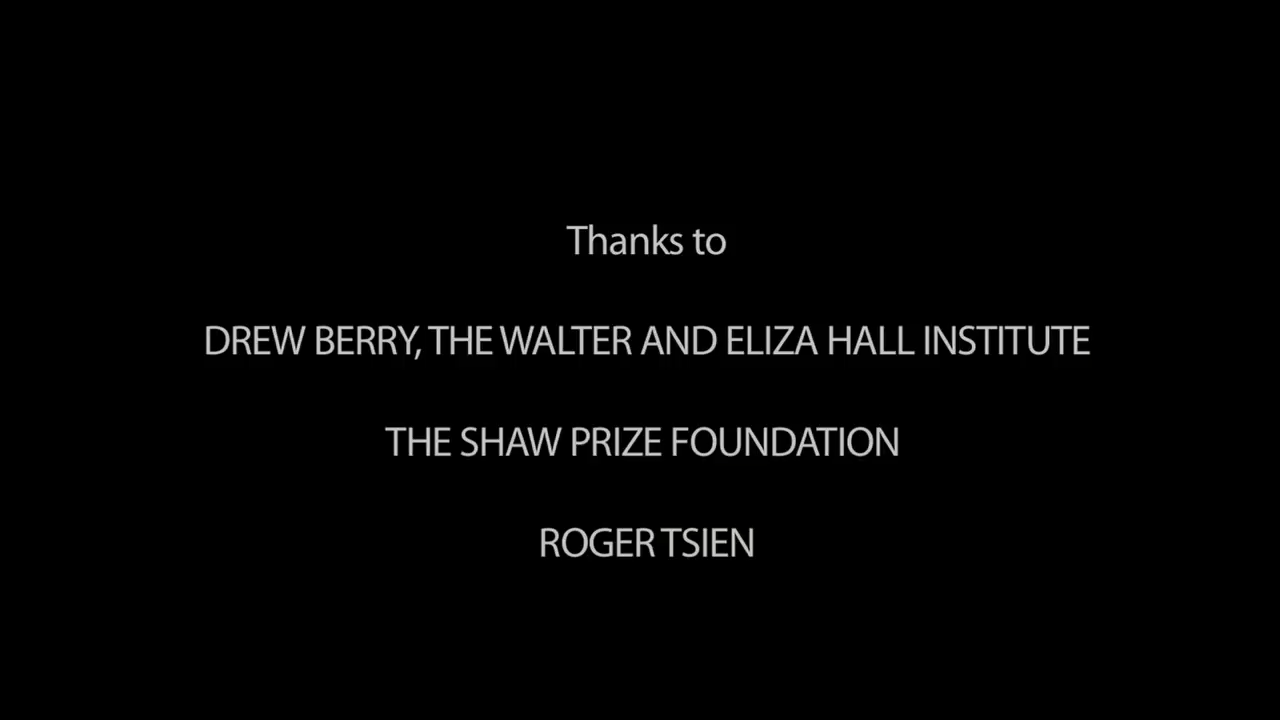 Thanks to
DREW BERRY, THE WALTER AND ELIZA HALL INSTITUTE
THE SHAW PRIZE FOUNDATION
ROGER TSIEN